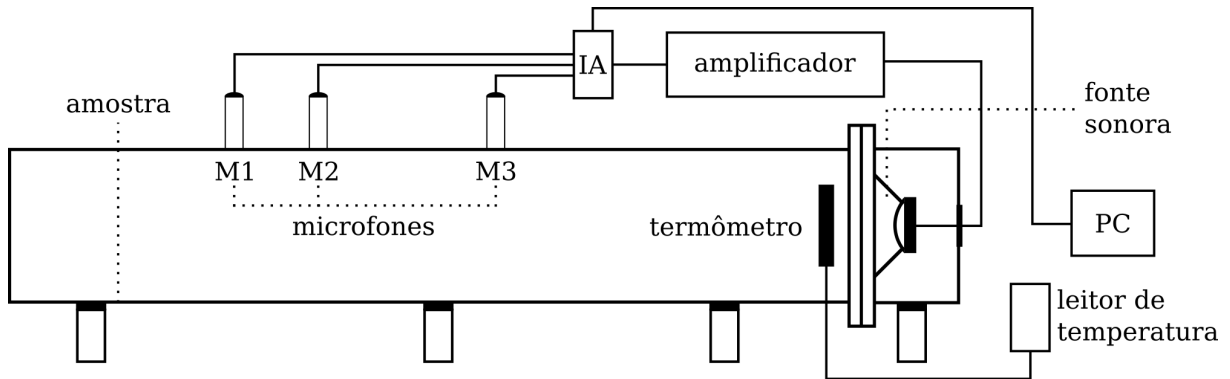 IA
amplificador
amostra
fonte
sonora
M1
M2
M3
microfones
termômetro
PC
leitor de
temperatura